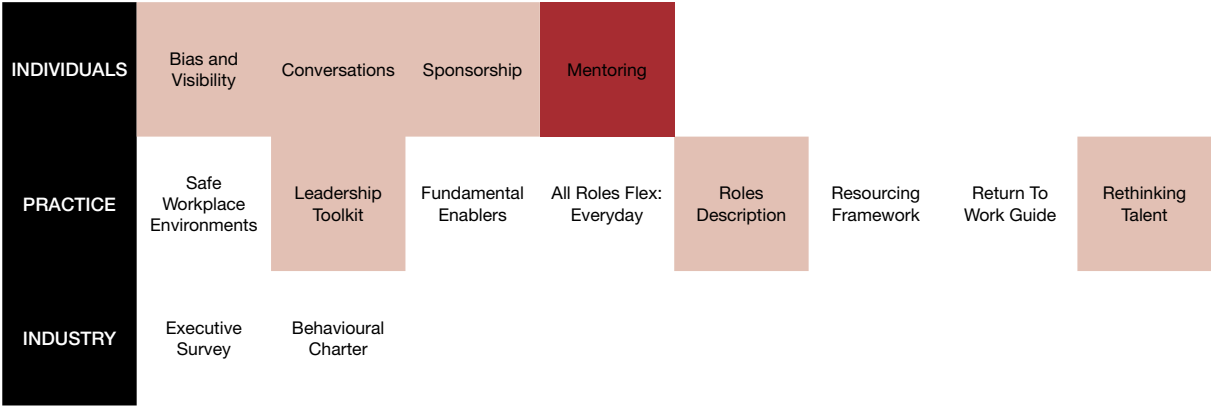 INDIVIDUALS
Bias and
Visibility
Conversations
Sponsorship
Mentoring
PRACTICE
Safe
Workplace
Environments
Leadership
Toolkit
Fundamental
Enablers
All Roles Flex:
Everyday
Roles
Description
Resourcing
Framework
Return To
Work Guide
Rethinking
Talent
INDUSTRY
Executive
Survey
Behavioural
Charter